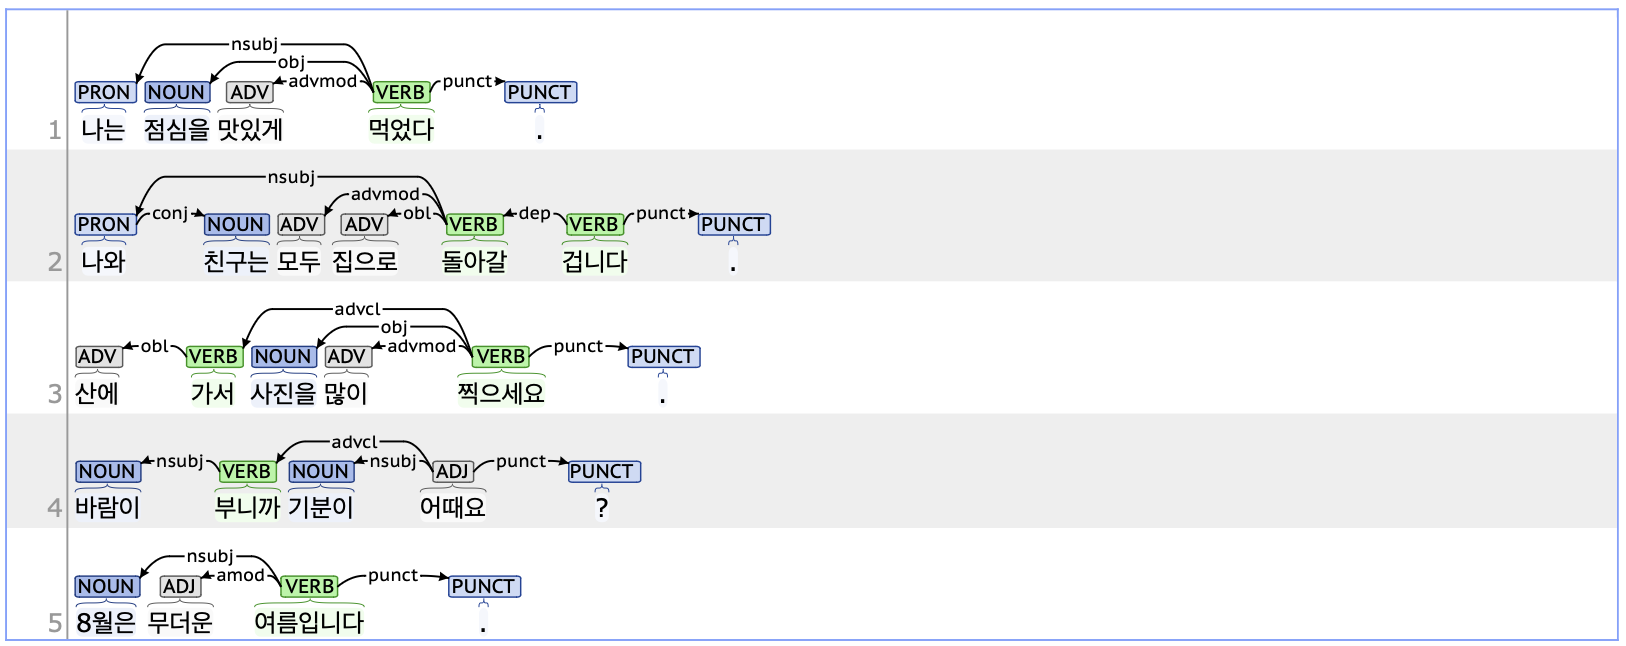 nsubj
obj
advmod punct
PRON NOUN ADV VERB PUNCT
1 나는 점심을 맛있게 먹었다 .
nsubj
advmod
conj obl dep punct
PRON NOUN ADV ADV VERB VERB PUNCT
2 나와 친구는 모두 집으로 돌아갈 겁니다 .
advcl
obj
obl advmod punct
ADV VERB NOUN ADV VERB PUNCT
3 산에 가서 사진을 많이 찍으세요 .
advcl
nsubj nsubj punct
NOUN VERB NOUN ADJ PUNCT
4 바람이 부니까 기분이 어때요 ?
nsubj
amod punct
NOUN ADJ VERB PUNCT
5 8월은 무더운 여름입니다 .